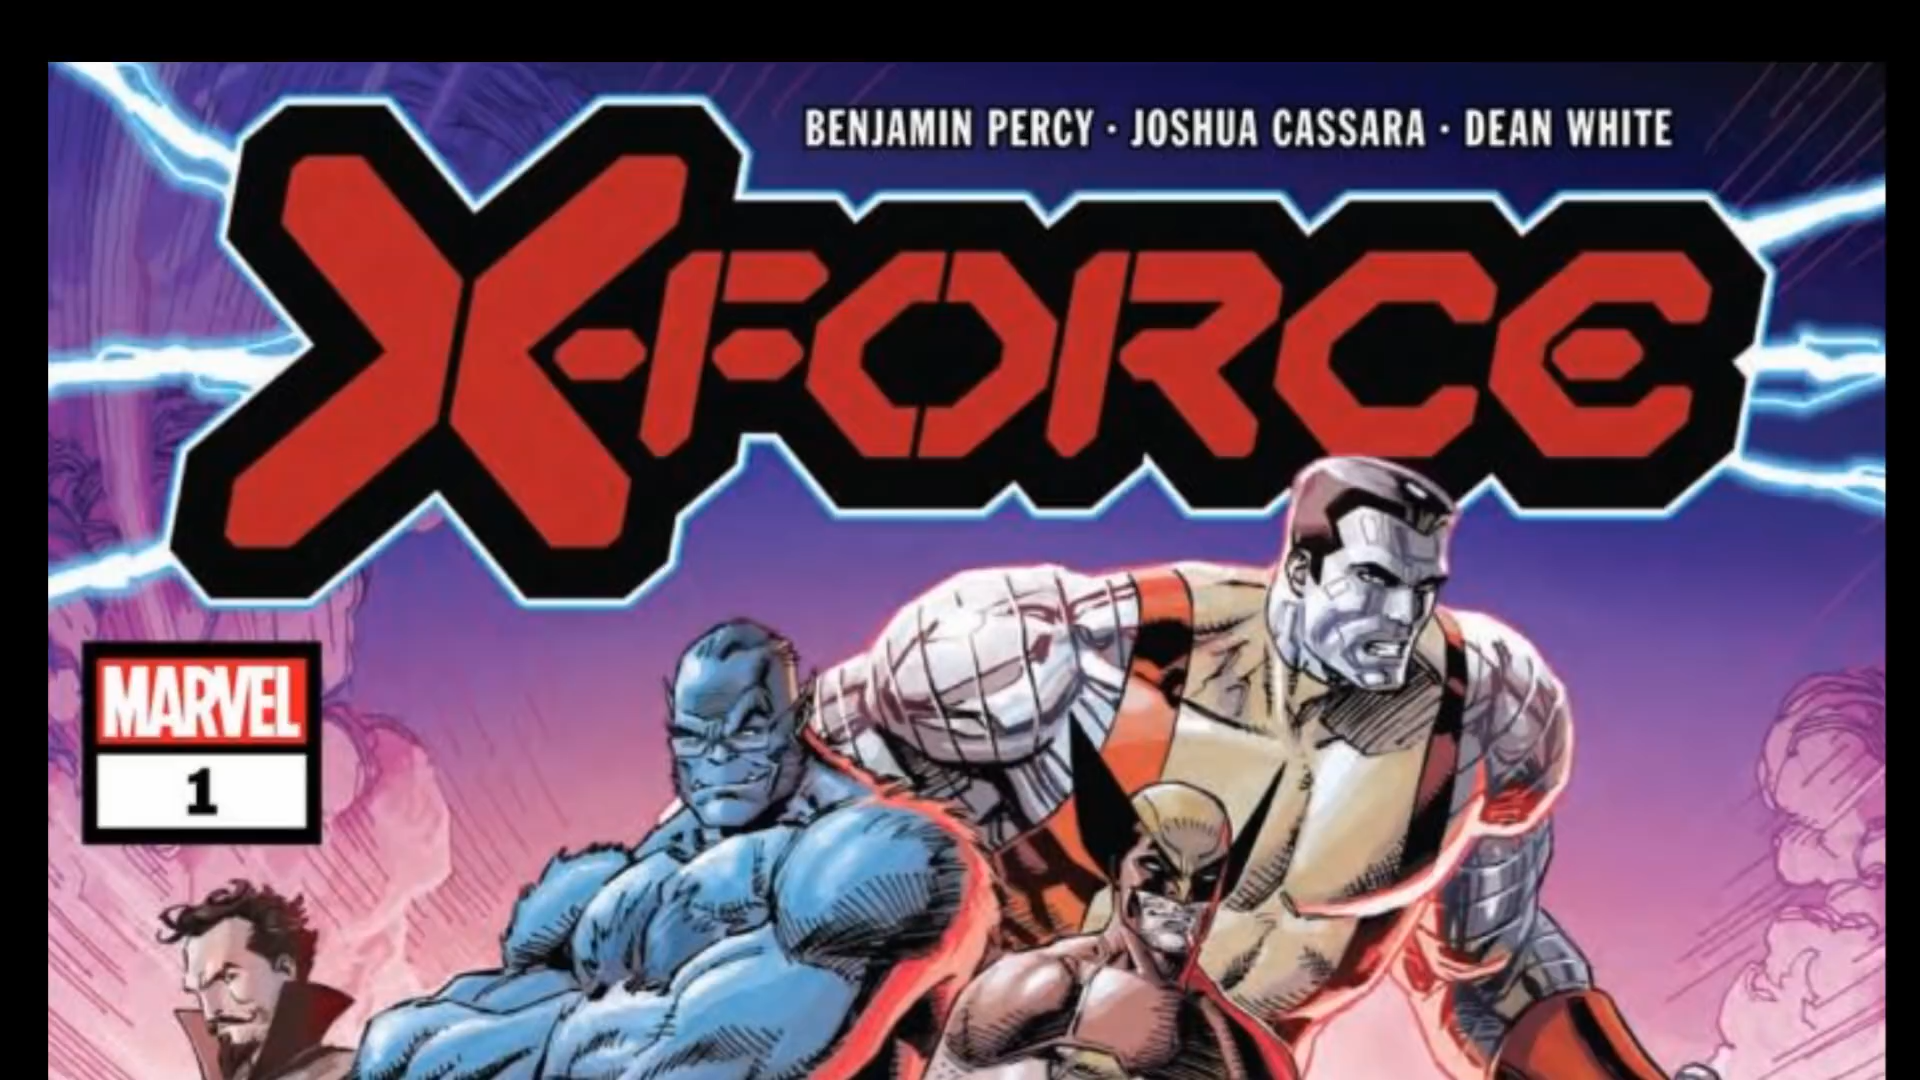 BENJAMIN PERCY · JOSHUA CASSARA · DEAN WHITE
X-FORCE
MARVEL
1